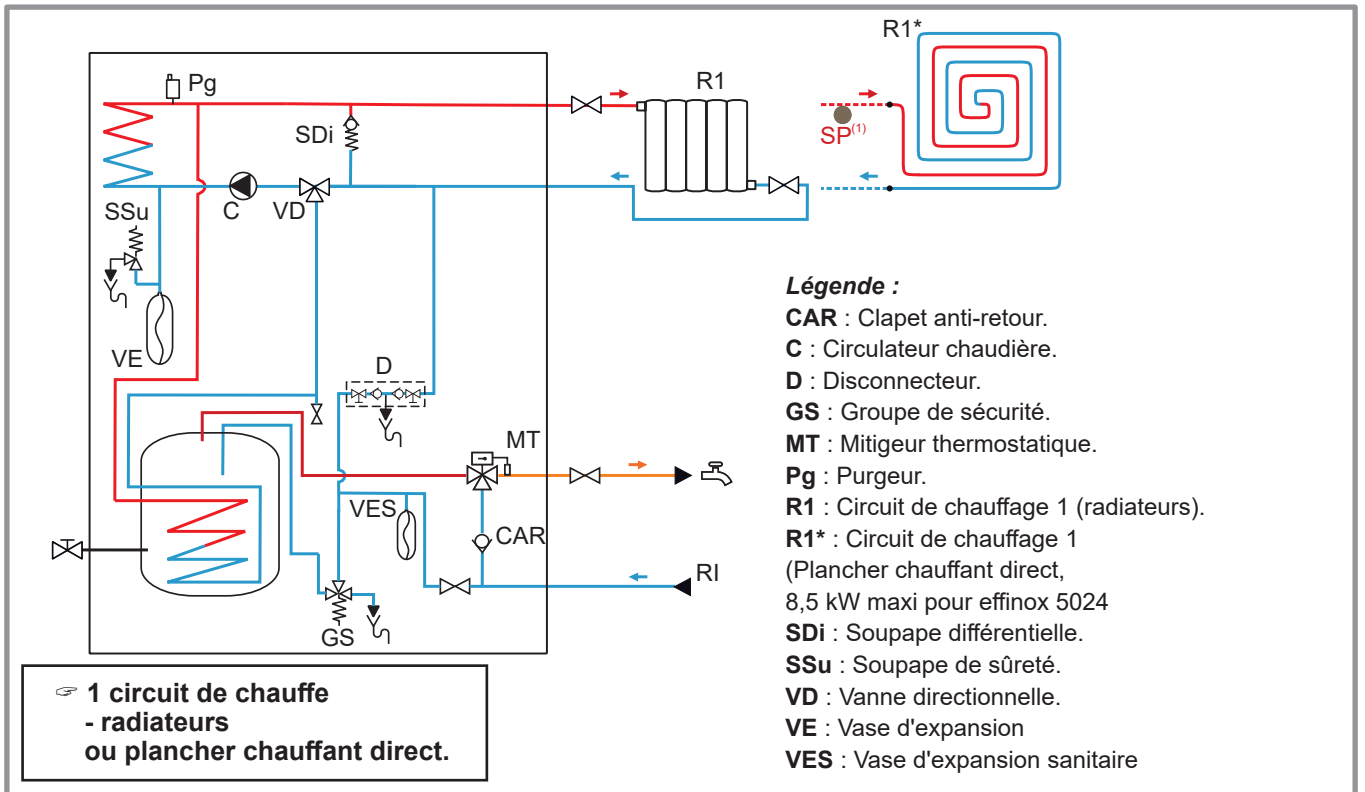 R1*
Pg
R1
SDi
SP(1)
SSu
C
VD
VE
D
MT
VES
CAR
RI
GS
☞ 1 circuit de chauffe
- radiateurs
ou plancher chauffant direct.
Légende :
CAR : Clapet anti-retour.
C : Circulateur chaudière.
D : Disconnecteur.
GS : Groupe de sécurité.
MT : Mitigeur thermostatique.
Pg : Purgeur.
R1 : Circuit de chauffage 1 (radiateurs).
R1* : Circuit de chauffage 1
(Plancher chauffant direct,
8,5 kW maxi pour effinox 5024
SDi : Soupape différentielle.
SSu : Soupape de sûreté.
VD : Vanne directionnelle.
VE : Vase d'expansion
VES : Vase d'expansion sanitaire